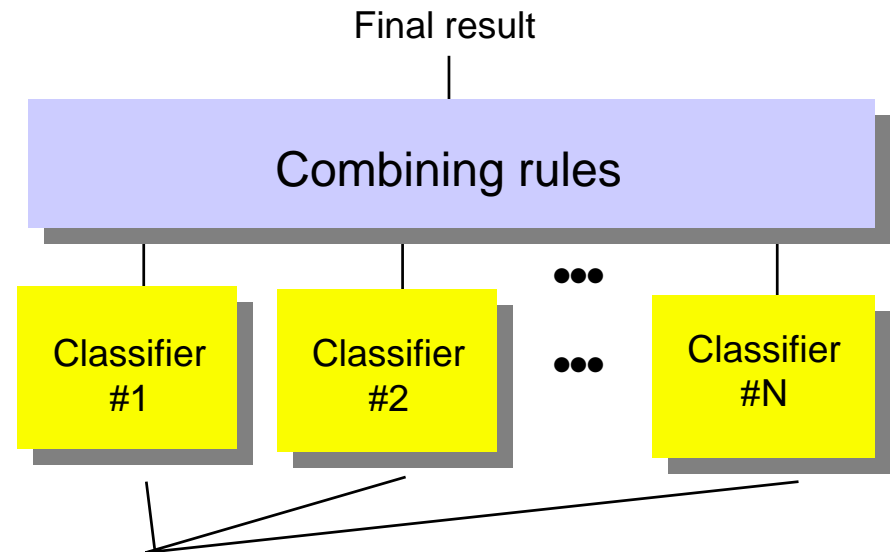 Final result
Combining rules
Classifier
#1
Classifier
#2
Classifier
#N